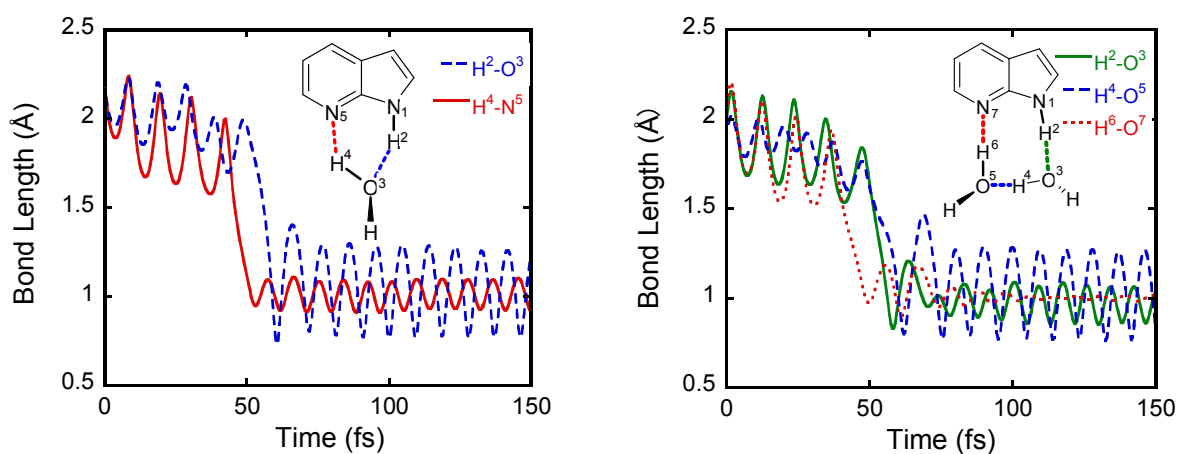 2.5
2
1.5
1
0.5
Bond Length (Å)
0
50
100
150
Time (fs)
H²-O³
H⁴-N⁵
N₅
N₁
H²
H⁴
O³
H
2.5
2
1.5
1
0.5
Bond Length (Å)
0
50
100
150
Time (fs)
H²-O³
H⁴-O⁵
H⁶-O⁷
N₇
N₁
H²
H⁶
O⁵
H⁴
O³
H
H